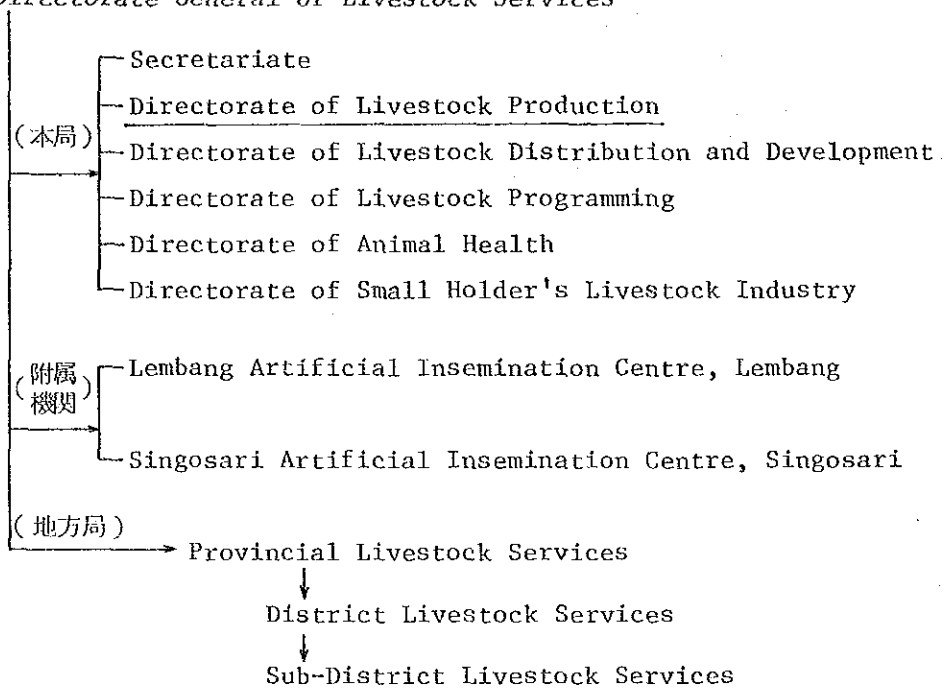 Directorate General of Livestock Services
Secretariate
Directorate of Livestock Production
(本局)
Directorate of Livestock Distribution and Development
Directorate of Livestock Programming
Directorate of Animal Health
Directorate of Small Holder's Livestock Industry
(附属機関)
Lembang Artificial Insemination Centre, Lembang
Singosari Artificial Insemination Centre, Singosari
(地方局)
Provincial Livestock Services
District Livestock Services
Sub-District Livestock Services